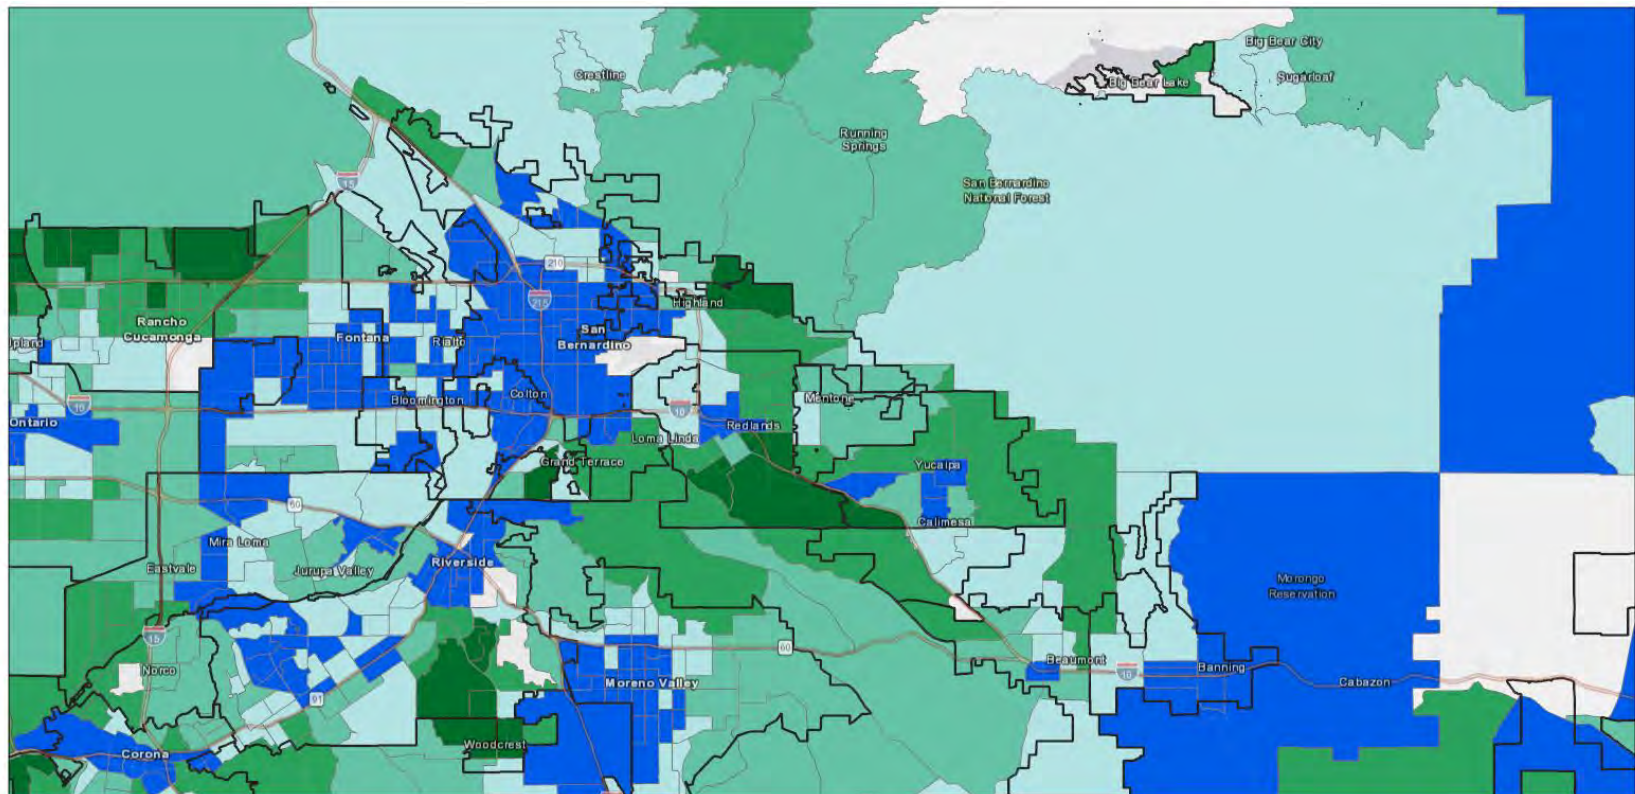 Big Bear City
Crestline
Sugarloaf
Big Bear Lake
Running
Springs
15
San Bernardino
National Forest
210
215
Highland
Rancho
Cucamonga
San
Bernardino
Fontana
Rialto
pland
Colton
Bloomington
Mentone
10
10
Ontario
Redlands
Loma Linda
Grand Terrace
Yucaipa
60
Calimesa
Mira Loma
Riverside
Eastvale
Jurupa Valley
Morongo
Reservation
15
60
Norco
Beaumont
10
Banning
Moreno Valley
Cabazon
91
Woodcrest
Corona